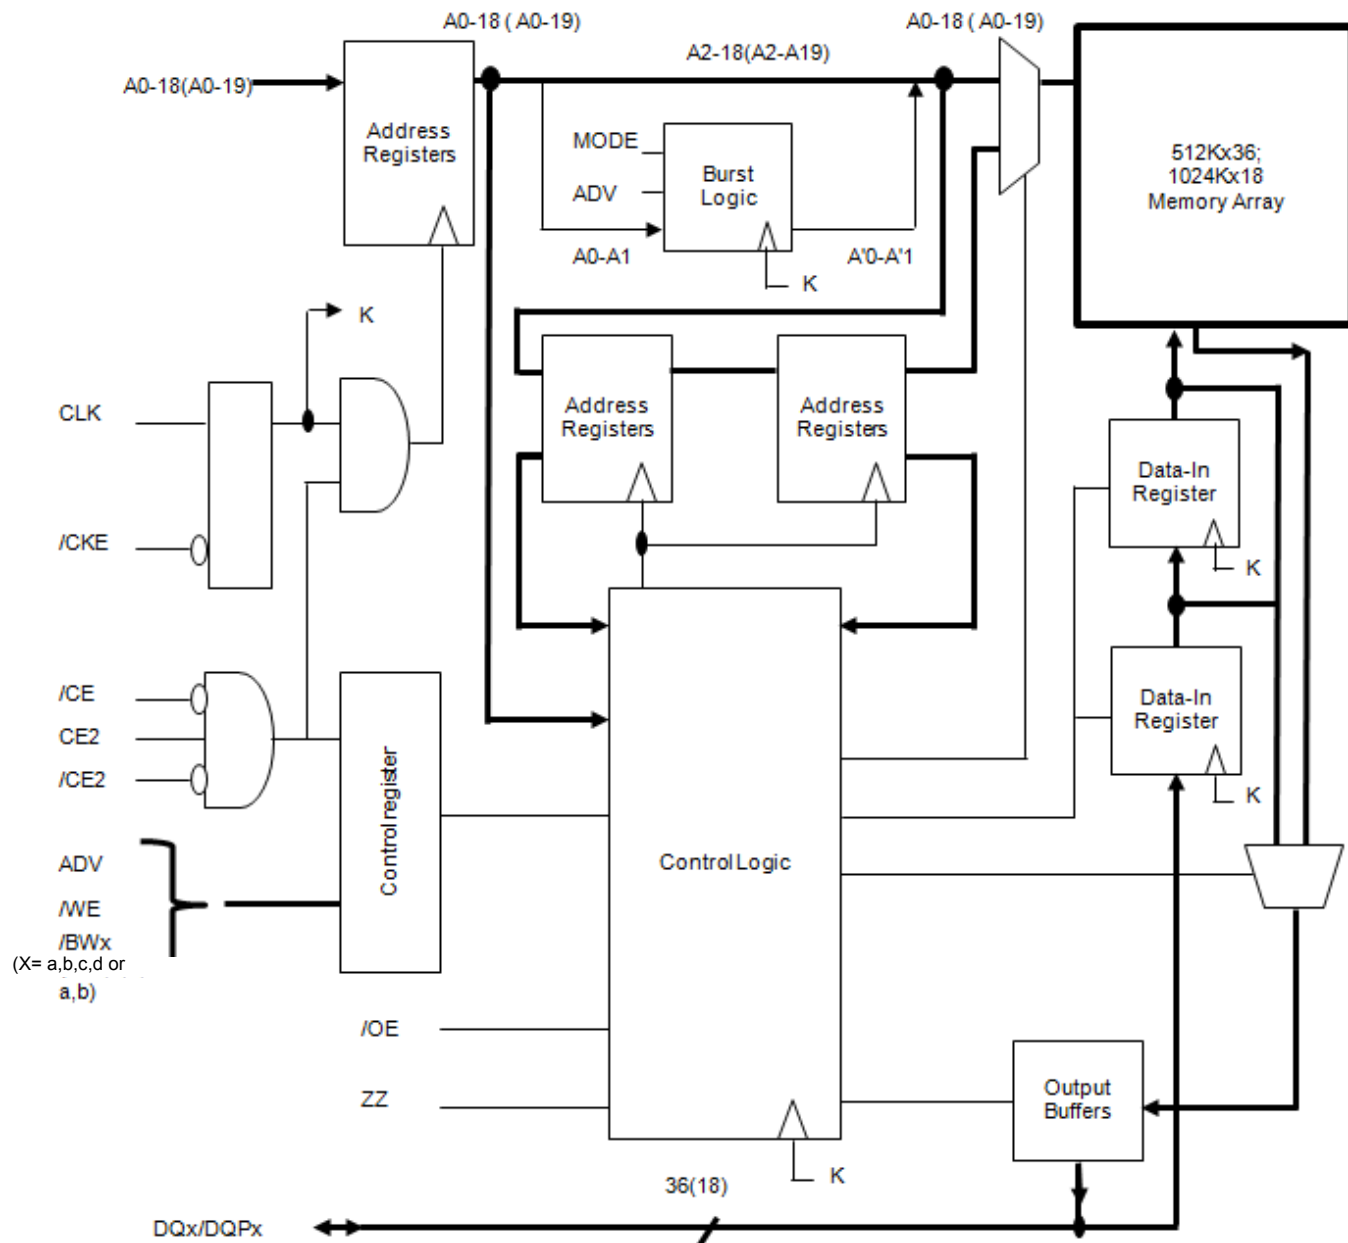 A0-18 ( A0-19)
A0-18 ( A0-19)
A2-18(A2-A19)
A0-18(A0-19)
Address
Registers
MODE
ADV
Burst
Logic
A0-A1
A'0-A'1
K
512Kx36;
1024Kx18
Memory Array
K
CLK
/CKE
Address
Registers
Address
Registers
Data-In
Register
K
/CE
CE2
/CE2
Data-In
Register
K
Control register
Control Logic
ADV
/WE
/BWx
(X= a,b,c,d or
a,b)
/OE
ZZ
Output
Buffers
K
36(18)
DQx/DQPx